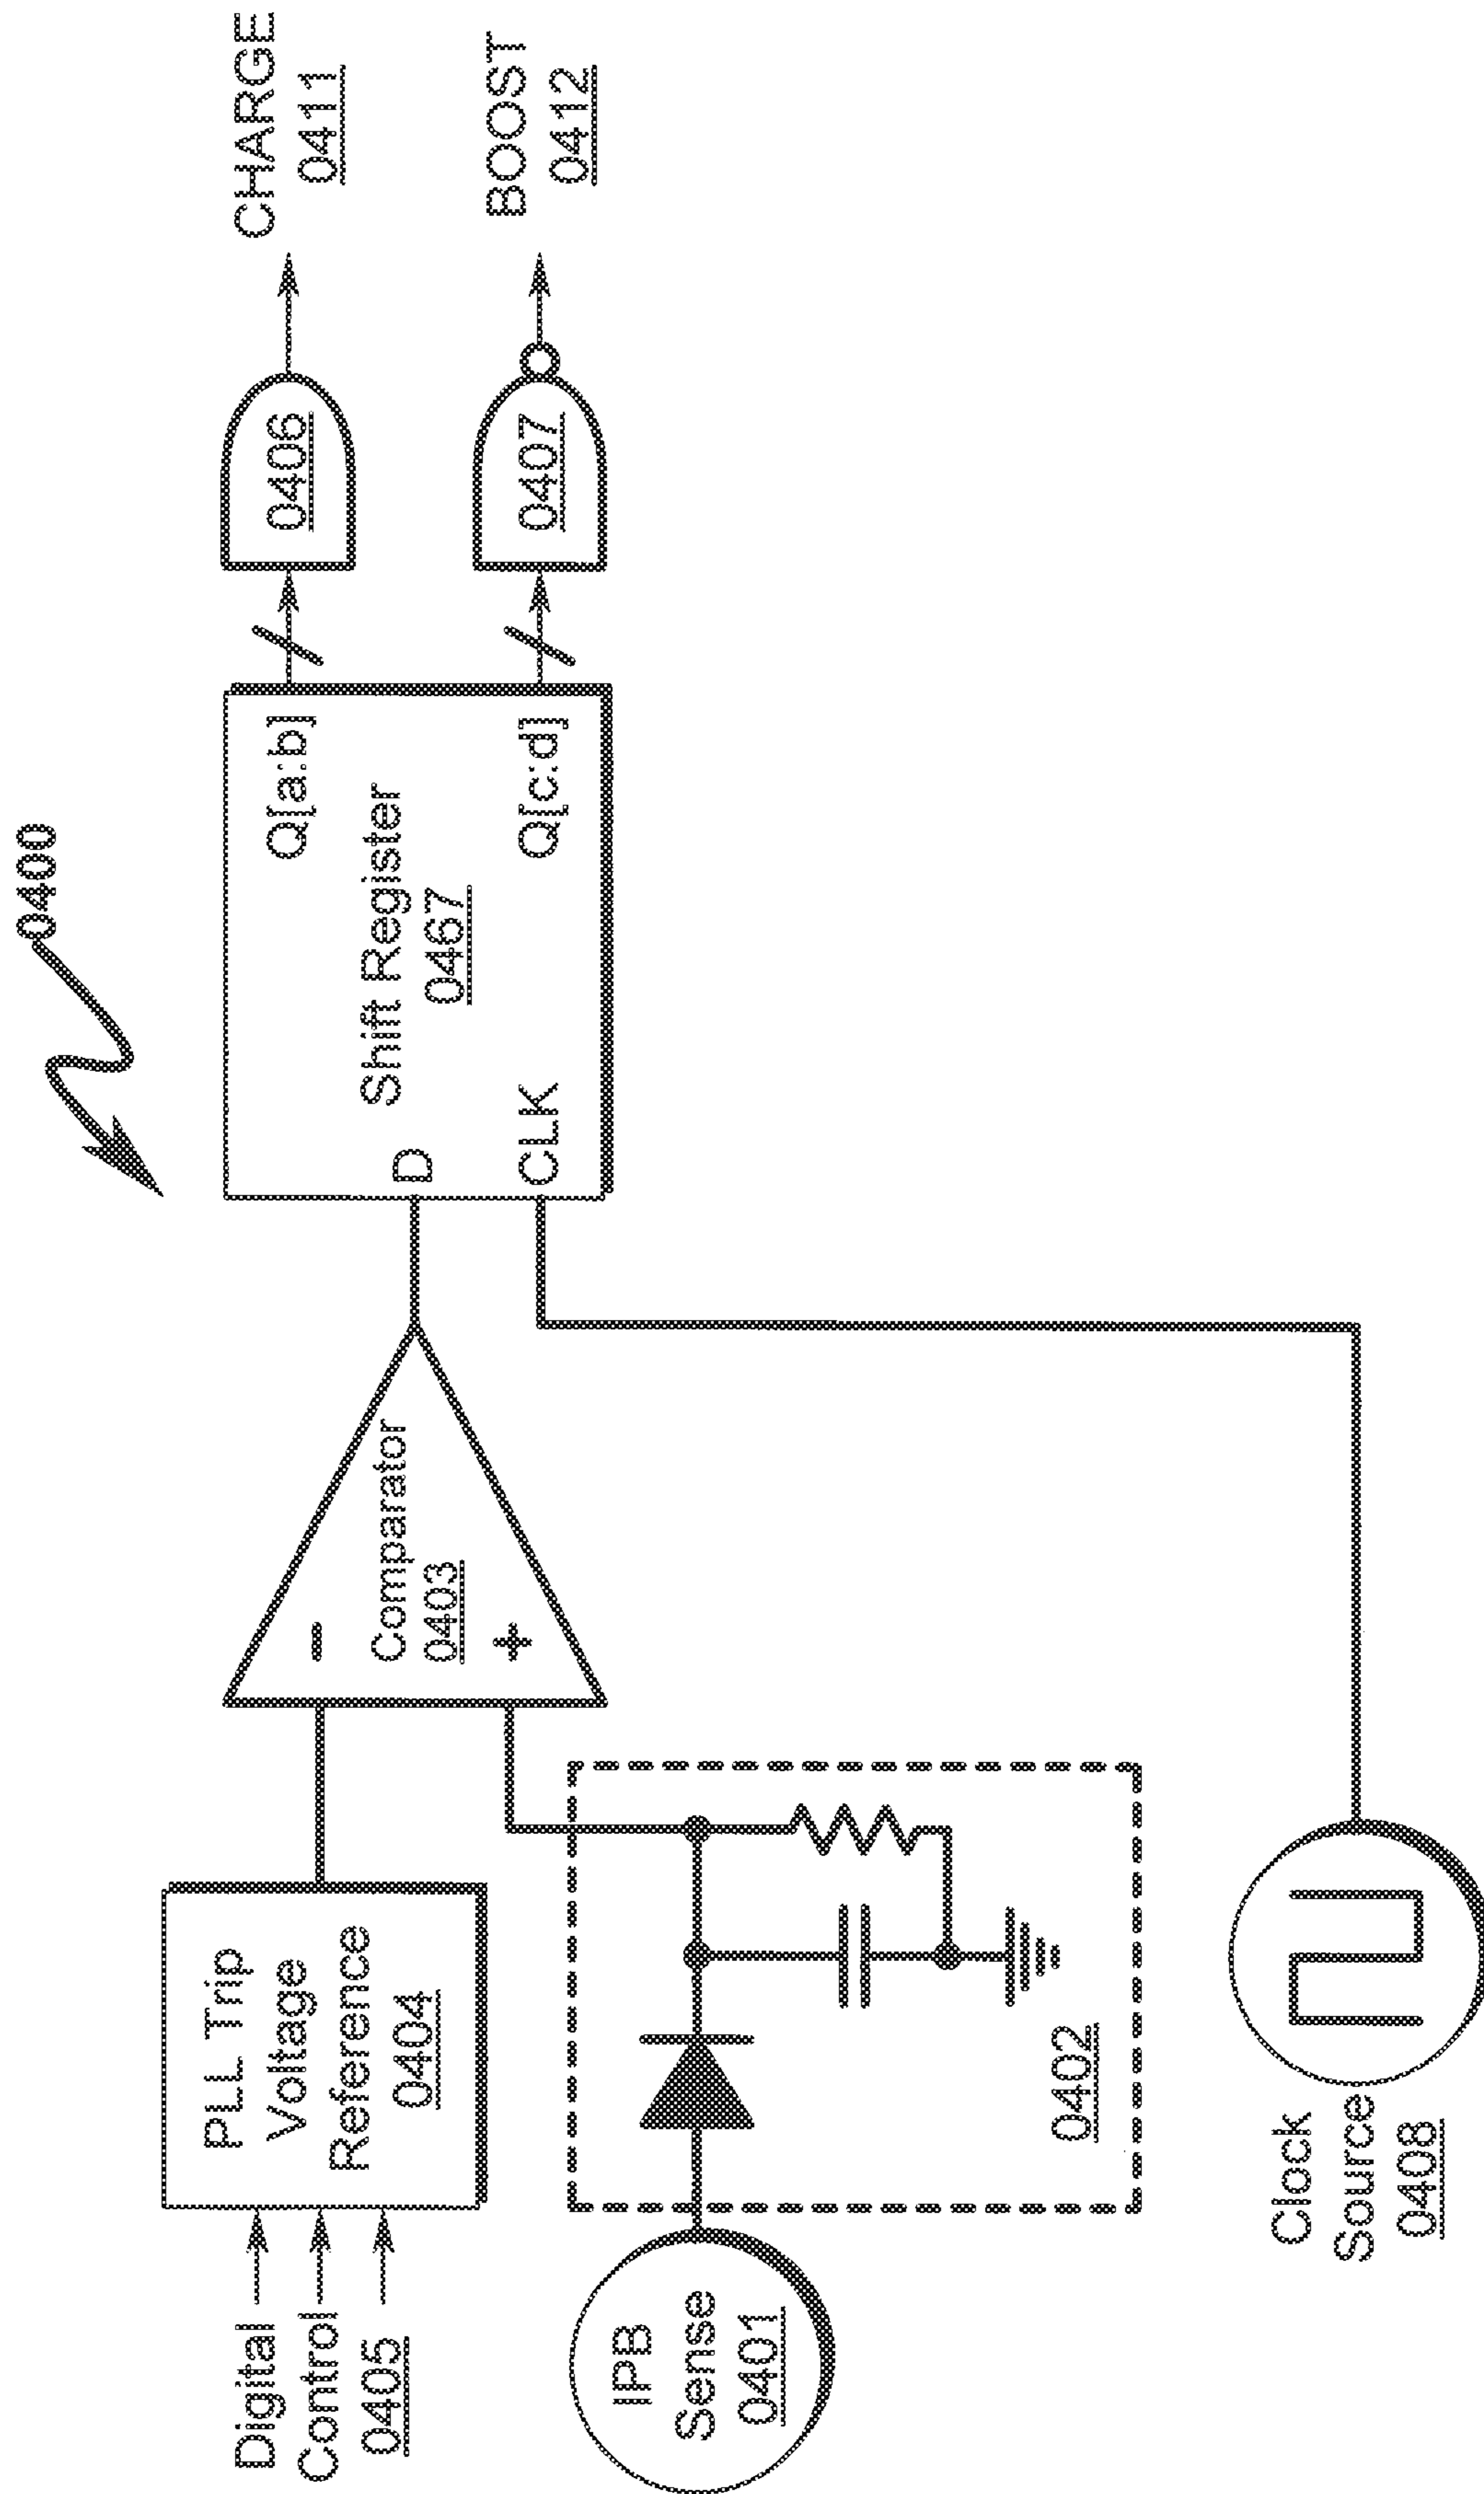 0400
Digital
Control
0405
PLL Trip
Voltage
Reference
0404
IPB
Sense
0401
0402
-
Comparator
0403
+
D
CLK
Shift Register
0467
Q[a:b]
Q[c:d]
0406
0407
CHARGE
0411
BOOST
0412
Clock
Source
0408